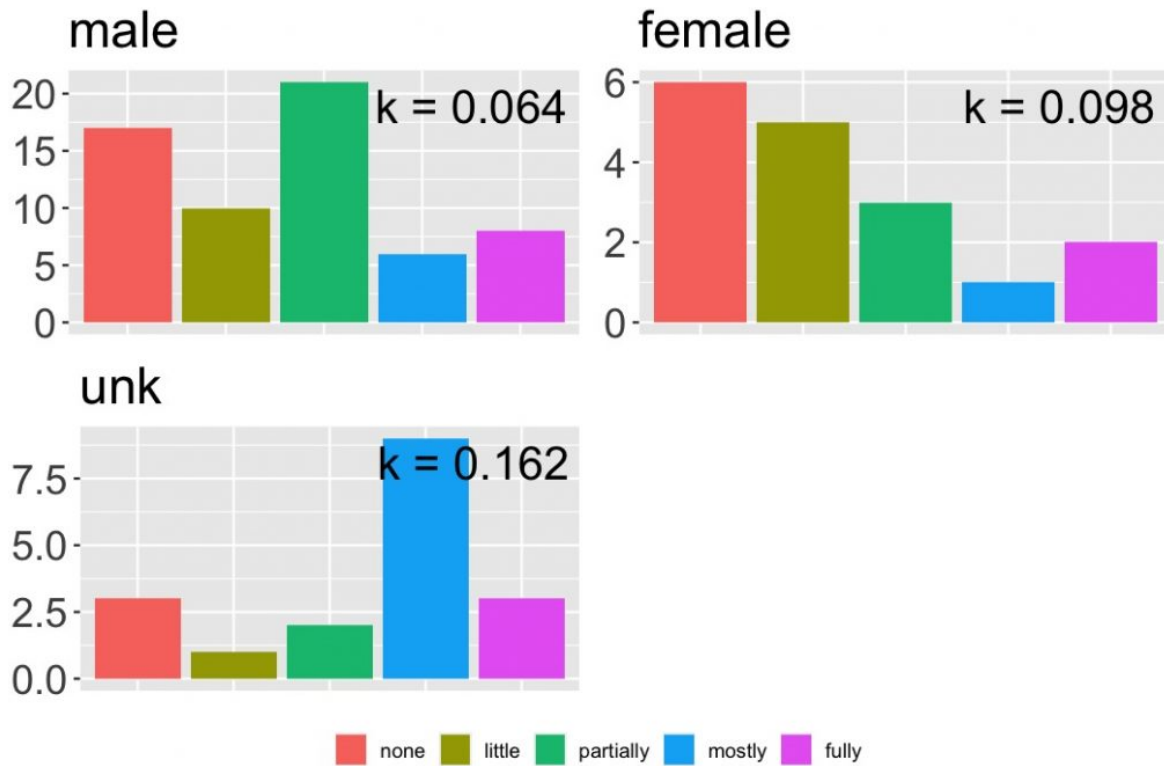 male
20
15
10
5
0
k = 0.064
female
6
4
2
0
k = 0.098
unk
7.5
5.0
2.5
0.0
k = 0.162
none little partially mostly fully